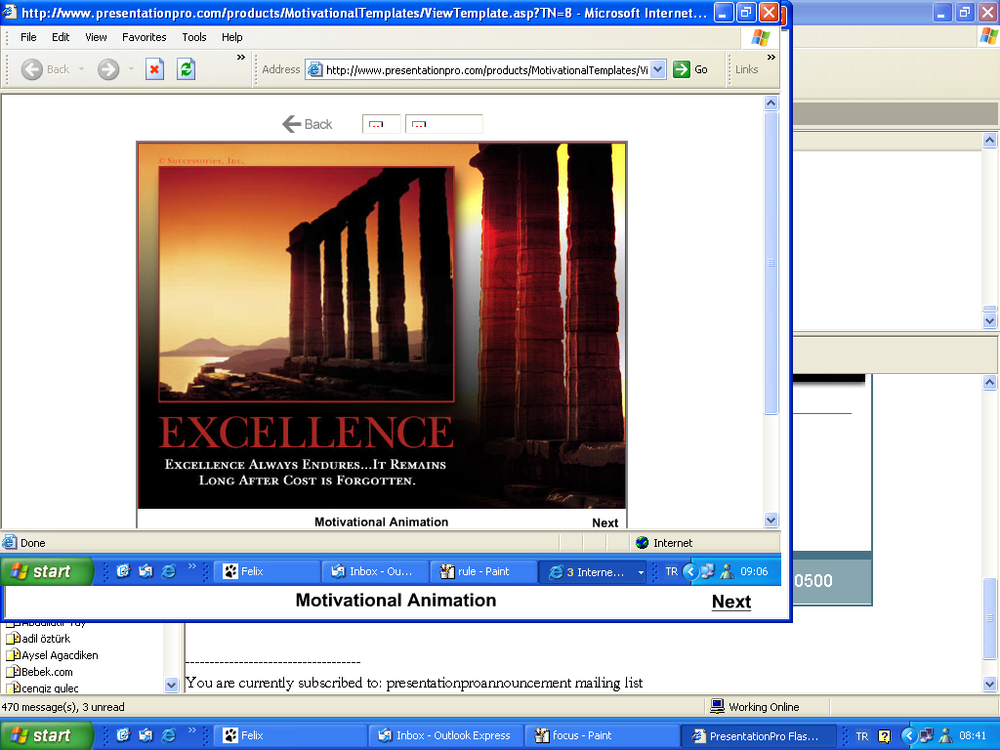 http://www.presentationpro.com/products/MotivationalTemplates/ViewTemplate.asp?TN=8 - Microsoft Internet...
File Edit View Favorites Tools Help
Back » Address http://www.presentationpro.com/products/MotivationalTemplates/Vi Go Links »
Back
© Successories, Inc.
EXCELLENCE
EXCELLENCE ALWAYS ENDURES...IT REMAINS
LONG AFTER COST IS FORGOTTEN.
Motivational Animation Next
Done Internet
start » Felix Inbox - Ou... rule - Paint 3 Interne... TR 09:06
Motivational Animation Next
0500
adil öztürk
Aysel Agacdiken
Bebek.com
cengiz gulec
-----------------------------------
You are currently subscribed to: presentationproannouncement mailing list
470 message(s), 3 unread Working Online
start » Felix Inbox - Outlook Express focus - Paint PresentationPro Flas... TR 08:41